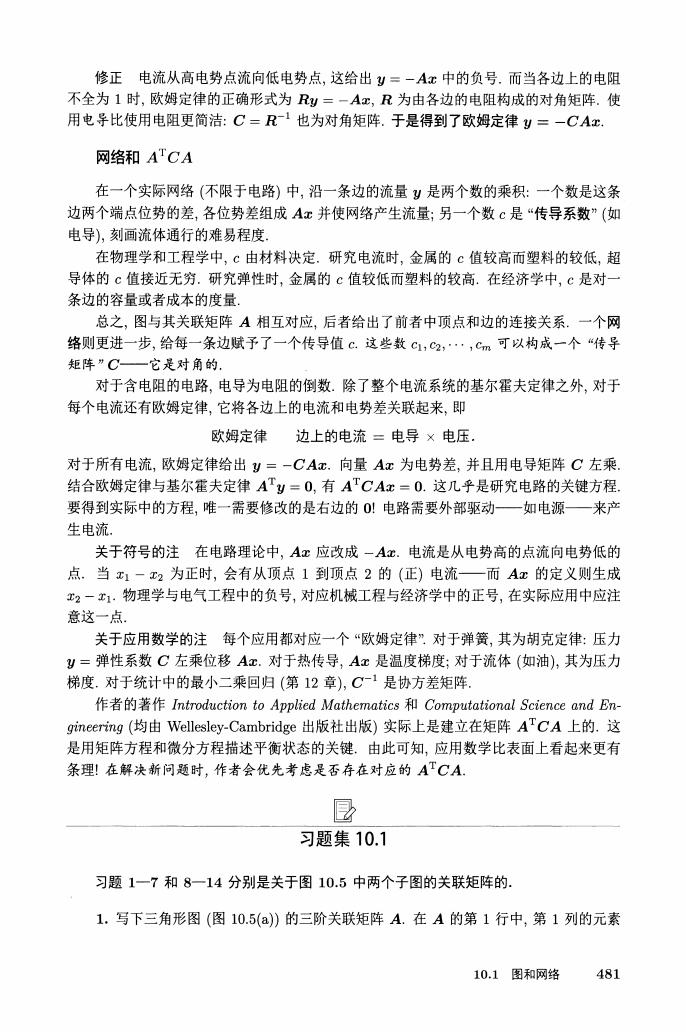 修正 电流从高电势点流向低电势点, 这给出 y = −Ax 中的负号. 而当各边上的电阻
不全为 1 时, 欧姆定律的正确形式为 Ry = −Ax, R 为由各边的电阻构成的对角矩阵. 使
用电导比使用电阻更简洁: C = R⁻¹ 也为对角矩阵. 于是得到了欧姆定律 y = −CAx.
网络和 AᵀCA
在一个实际网络 (不限于电路) 中, 沿一条边的流量 y 是两个数的乘积: 一个数是这条
边两个端点位势的差, 各位势差组成 Ax 并使网络产生流量; 另一个数 c 是 “传导系数” (如
电导), 刻画流体通行的难易程度.
在物理学和工程学中, c 由材料决定. 研究电流时, 金属的 c 值较高而塑料的较低, 超
导体的 c 值接近无穷. 研究弹性时, 金属的 c 值较低而塑料的较高. 在经济学中, c 是对一
条边的容量或者成本的度量.
总之, 图与其关联矩阵 A 相互对应, 后者给出了前者中顶点和边的连接关系. 一个网
络则更进一步, 给每一条边赋予了一个传导值 c. 这些数 c₁, c₂, ⋯ , cₘ 可以构成一个 “传导
矩阵” C——它是对角的.
对于含电阻的电路, 电导为电阻的倒数. 除了整个电流系统的基尔霍夫定律之外, 对于
每个电流还有欧姆定律, 它将各边上的电流和电势差关联起来, 即
欧姆定律 边上的电流 = 电导 × 电压.
对于所有电流, 欧姆定律给出 y = −CAx. 向量 Ax 为电势差, 并且用电导矩阵 C 左乘.
结合欧姆定律与基尔霍夫定律 Aᵀy = 0, 有 AᵀCAx = 0. 这几乎是研究电路的关键方程.
要得到实际中的方程, 唯一需要修改的是右边的 0! 电路需要外部驱动——如电源——来产
生电流.
关于符号的注 在电路理论中, Ax 应改成 −Ax. 电流是从电势高的点流向电势低的
点. 当 x₁ − x₂ 为正时, 会有从顶点 1 到顶点 2 的 (正) 电流——而 Ax 的定义则生成
x₂ − x₁. 物理学与电气工程中的负号, 对应机械工程与经济学中的正号, 在实际应用中应注
意这一点.
关于应用数学的注 每个应用都对应一个 “欧姆定律”. 对于弹簧, 其为胡克定律: 压力
y = 弹性系数 C 左乘位移 Ax. 对于热传导, Ax 是温度梯度; 对于流体 (如油), 其为压力
梯度. 对于统计中的最小二乘回归 (第 12 章), C⁻¹ 是协方差矩阵.
作者的著作 Introduction to Applied Mathematics 和 Computational Science and En-
gineering (均由 Wellesley-Cambridge 出版社出版) 实际上是建立在矩阵 AᵀCA 上的. 这
是用矩阵方程和微分方程描述平衡状态的关键. 由此可知, 应用数学比表面上看起来更有
条理! 在解决新问题时, 作者会优先考虑是否存在对应的 AᵀCA.
习题集 10.1
习题 1—7 和 8—14 分别是关于图 10.5 中两个子图的关联矩阵的.
1. 写下三角形图 (图 10.5(a)) 的三阶关联矩阵 A. 在 A 的第 1 行中, 第 1 列的元素
10.1 图和网络 481